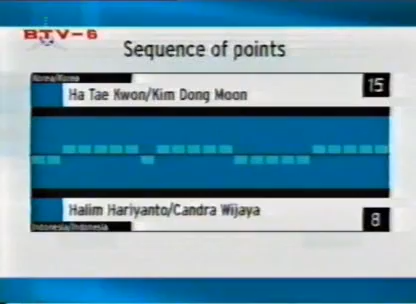 BTV-6
Sequence of points
Korea/Korea
Ha Tae Kwon/Kim Dong Moon
15
Halim Hariyanto/Candra Wijaya
8
Indonesia/Indonesia